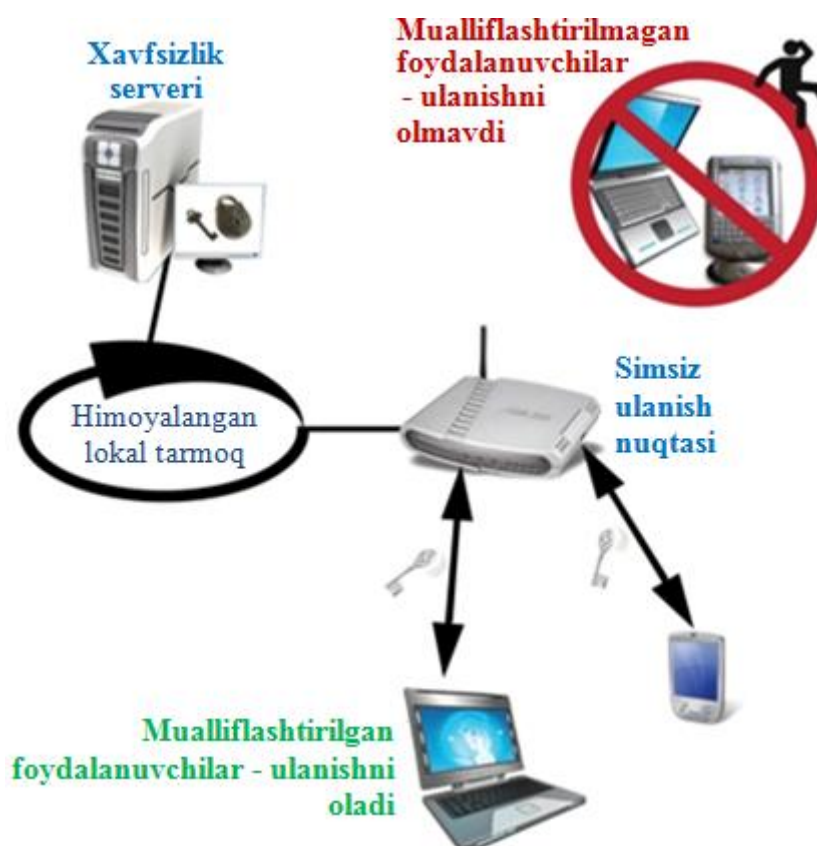 Xavfsizlik
serveri
Mualliflashtirilmagan
foydalanuvchilar
- ulanishni
olmavdi
Himoyalangan
lokal tarmoq
Simsiz
ulanish
nuqtasi
Mualliflashtirilgan
foydalanuvchilar - ulanishni
oladi